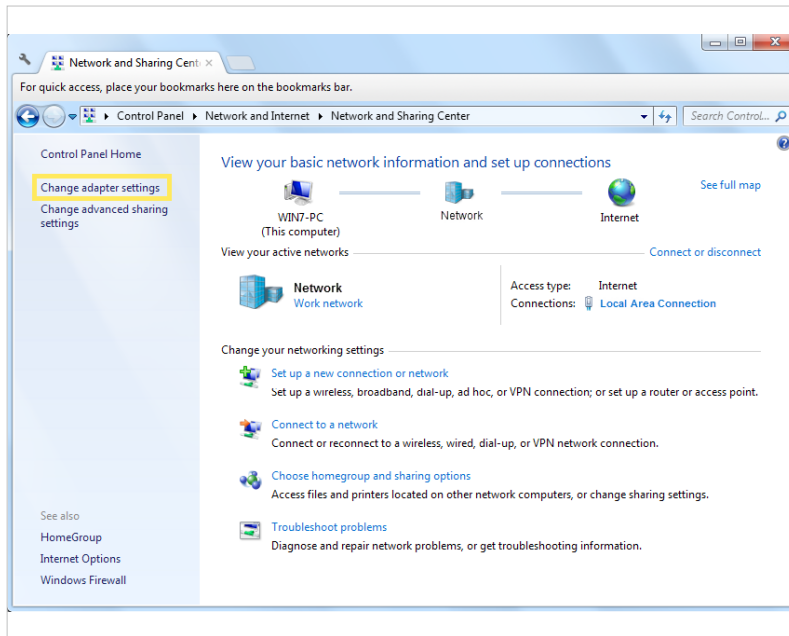 Network and Sharing Cent
For quick access, place your bookmarks here on the bookmarks bar.
Control Panel Network and Internet Network and Sharing Center
Search Control...
Control Panel Home
Change adapter settings
Change advanced sharing
settings
See also
HomeGroup
Internet Options
Windows Firewall
View your basic network information and set up connections
See full map
WIN7-PC
(This computer)
Network
Internet
View your active networks
Connect or disconnect
Network
Work network
Access type: Internet
Connections: Local Area Connection
Change your networking settings
Set up a new connection or network
Set up a wireless, broadband, dial-up, ad hoc, or VPN connection; or set up a router or access point.
Connect to a network
Connect or reconnect to a wireless, wired, dial-up, or VPN network connection.
Choose homegroup and sharing options
Access files and printers located on other network computers, or change sharing settings.
Troubleshoot problems
Diagnose and repair network problems, or get troubleshooting information.